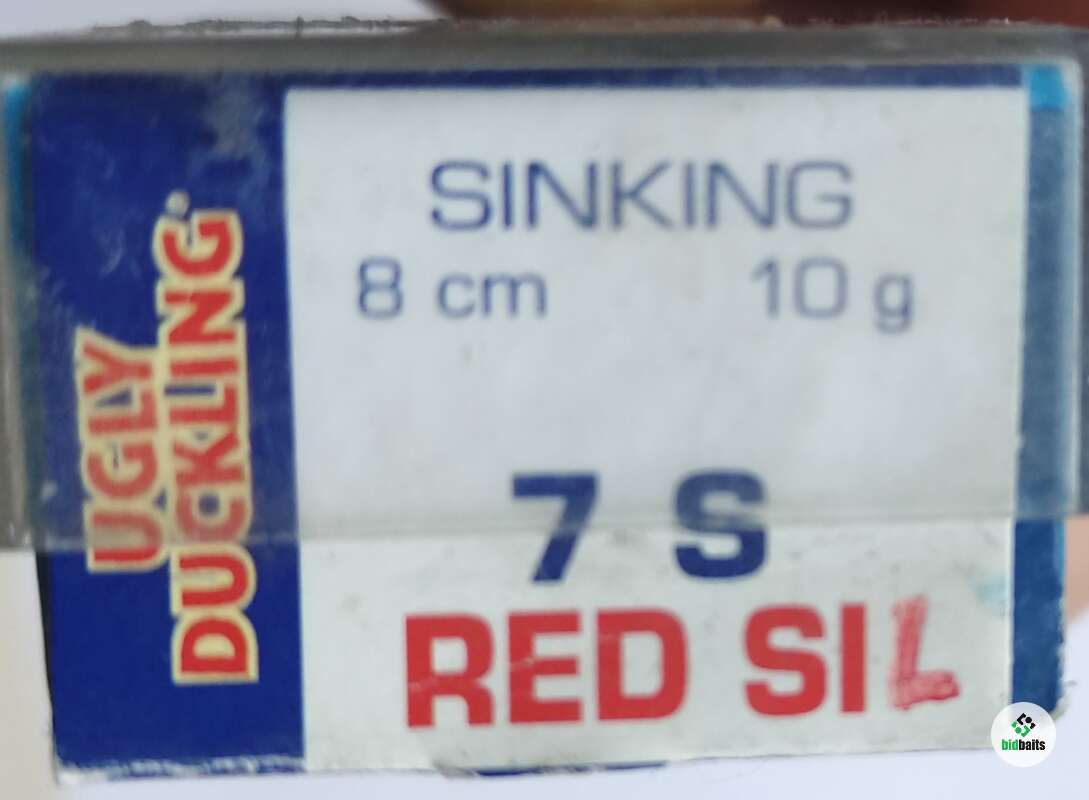 UGLY
DUCKLING
SINKING
8 cm 10 g
7 S
RED SIL
bidbaits